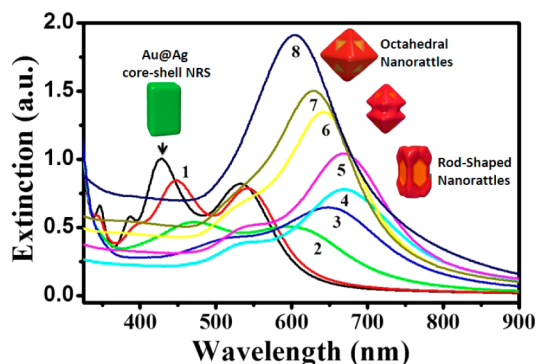 Extinction (a.u.)
2.0
1.5
1.0
0.5
0.0
Au@Ag
core-shell NRS
8
7
6
5
4
3
2
1
Octahedral
Nanorattles
Rod-Shaped
Nanorattles
400
500
600
700
800
900
Wavelength (nm)